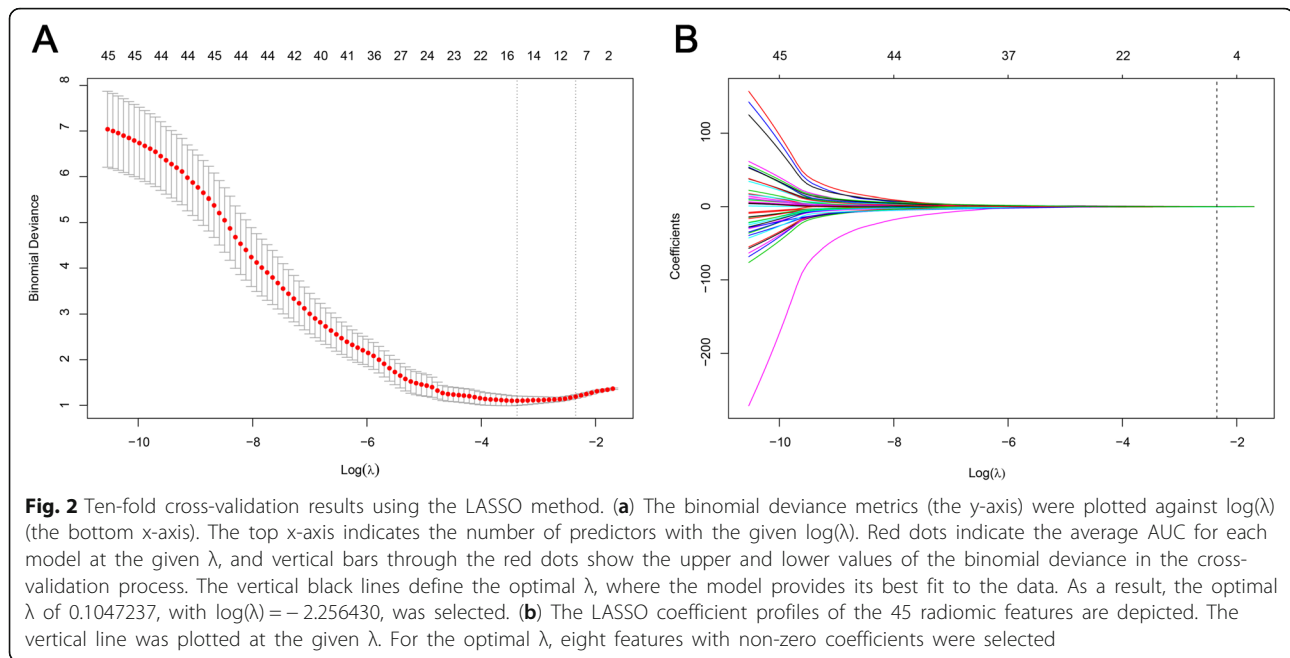 A
45 45 44 44 45 44 44 42 40 41 36 27 24 23 22 16 14 12 7 2
8
7
6
5
4
3
2
1
Binomial Deviance
−10 −8 −6 −4 −2
Log(λ)
B
45 44 37 22 4
100
0
−100
−200
Coefficients
−10 −8 −6 −4 −2
Log(λ)
Fig. 2 Ten-fold cross-validation results using the LASSO method. (a) The binomial deviance metrics (the y-axis) were plotted against log(λ)
(the bottom x-axis). The top x-axis indicates the number of predictors with the given log(λ). Red dots indicate the average AUC for each
model at the given λ, and vertical bars through the red dots show the upper and lower values of the binomial deviance in the cross-
validation process. The vertical black lines define the optimal λ, where the model provides its best fit to the data. As a result, the optimal
λ of 0.1047237, with log(λ) = − 2.256430, was selected. (b) The LASSO coefficient profiles of the 45 radiomic features are depicted. The
vertical line was plotted at the given λ. For the optimal λ, eight features with non-zero coefficients were selected